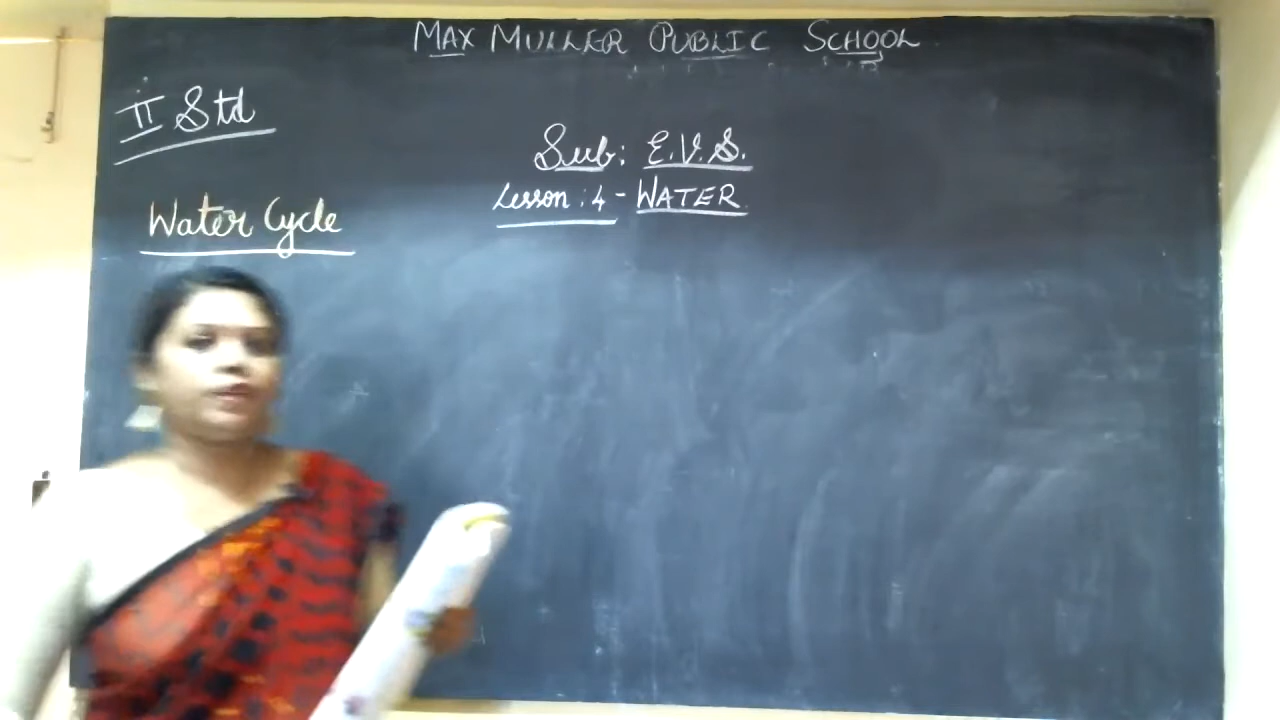 MAX MULLER PUBLIC SCHOOL
II Std
Sub: E.V.S.
Lesson: 4 - WATER
Water Cycle